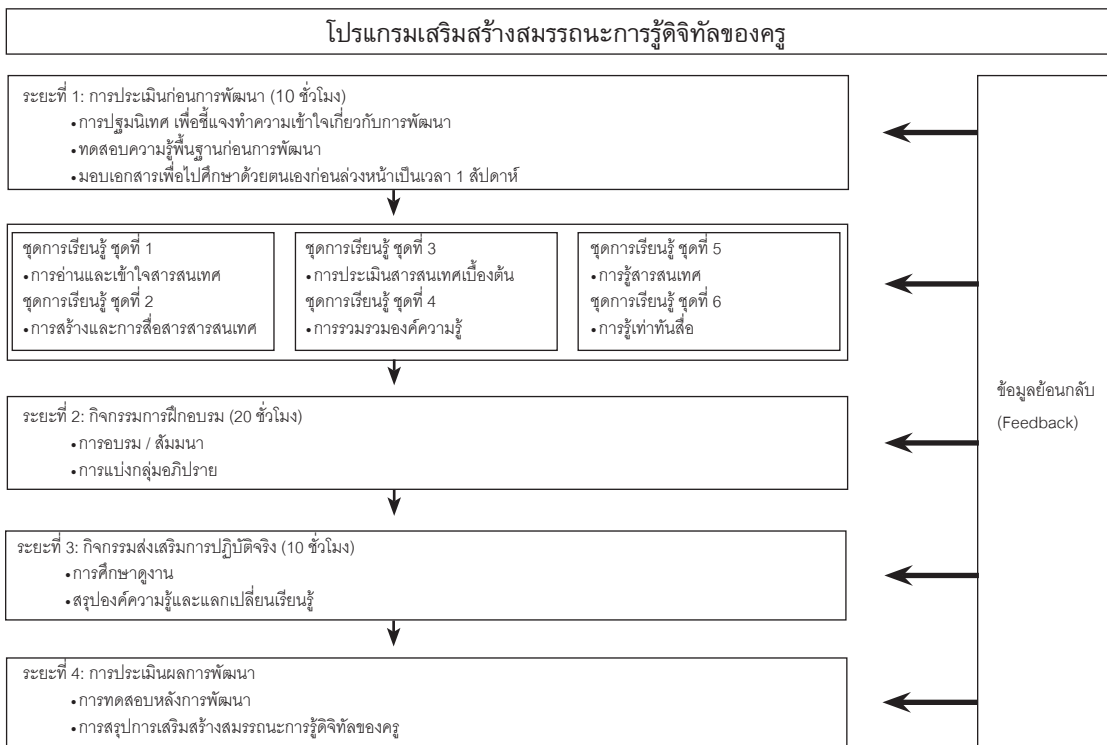 โปรแกรมเสริมสร้างสมรรถนะการรู้ดิจิทัลของครู
ระยะที่ 1: การประเมินก่อนการพัฒนา (10 ชั่วโมง)
•การปฐมนิเทศ เพื่อชี้แจงทำความเข้าใจเกี่ยวกับการพัฒนา
•ทดสอบความรู้พื้นฐานก่อนการพัฒนา
•มอบเอกสารเพื่อไปศึกษาด้วยตนเองก่อนล่วงหน้าเป็นเวลา 1 สัปดาห์
ชุดการเรียนรู้ ชุดที่ 1
•การอ่านและเข้าใจสารสนเทศ
ชุดการเรียนรู้ ชุดที่ 2
•การสร้างและการสื่อสารสารสนเทศ
ชุดการเรียนรู้ ชุดที่ 3
•การประเมินสารสนเทศเบื้องต้น
ชุดการเรียนรู้ ชุดที่ 4
•การรวมรวมองค์ความรู้
ชุดการเรียนรู้ ชุดที่ 5
•การรู้สารสนเทศ
ชุดการเรียนรู้ ชุดที่ 6
•การรู้เท่าทันสื่อ
ระยะที่ 2: กิจกรรมการฝึกอบรม (20 ชั่วโมง)
•การอบรม / สัมมนา
•การแบ่งกลุ่มอภิปราย
ระยะที่ 3: กิจกรรมส่งเสริมการปฏิบัติจริง (10 ชั่วโมง)
•การศึกษาดูงาน
•สรุปองค์ความรู้และแลกเปลี่ยนเรียนรู้
ระยะที่ 4: การประเมินผลการพัฒนา
•การทดสอบหลังการพัฒนา
•การสรุปการเสริมสร้างสมรรถนะการรู้ดิจิทัลของครู
ข้อมูลย้อนกลับ
(Feedback)